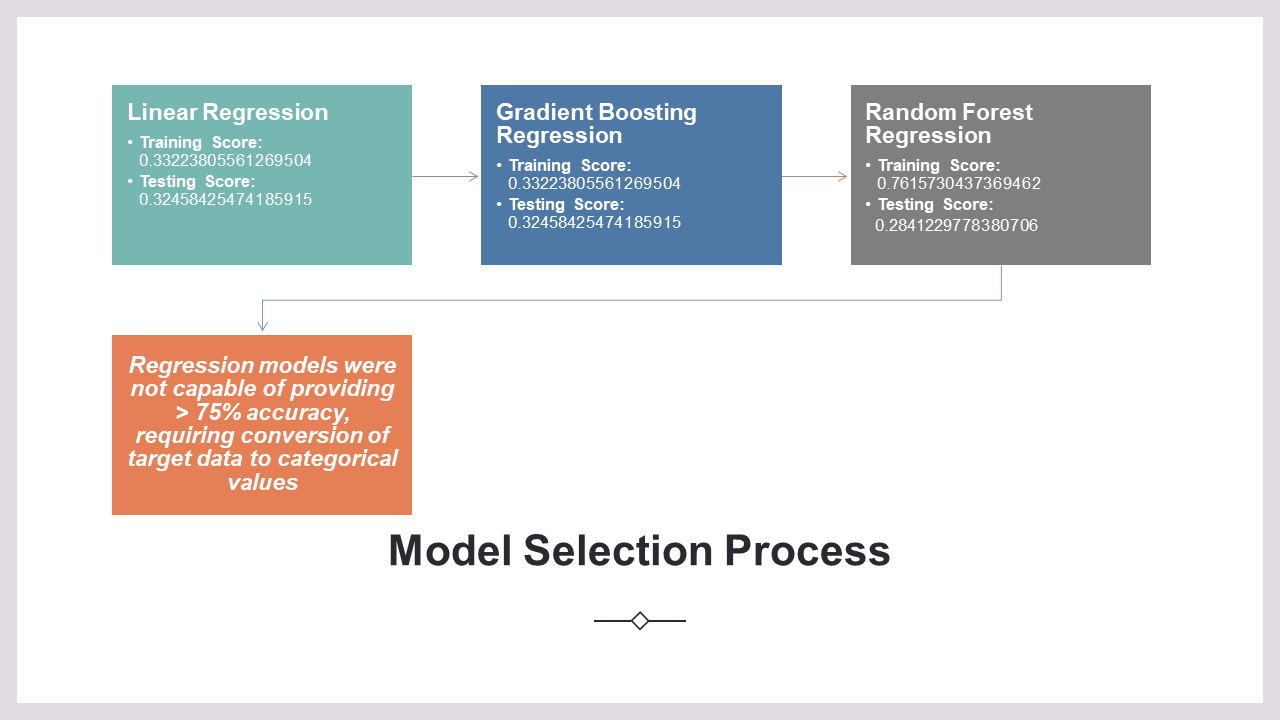 Linear Regression
• Training Score:
0.33223805561269504
• Testing Score:
0.32458425474185915
Gradient Boosting
Regression
• Training Score:
0.33223805561269504
• Testing Score:
0.32458425474185915
Random Forest
Regression
• Training Score:
0.7615730437369462
• Testing Score:
0.2841229778380706
Regression models were
not capable of providing
> 75% accuracy,
requiring conversion of
target data to categorical
values
Model Selection Process